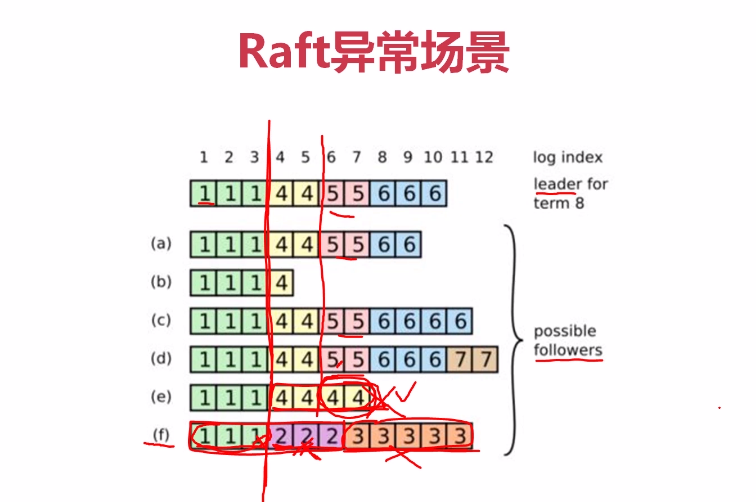 Raft异常场景
1 2 3 4 5 6 7 8 9 10 11 12 log index
1 1 1 4 4 5 5 6 6 6 leader for
term 8
(a) 1 1 1 4 4 5 5 6 6
(b) 1 1 1 4
(c) 1 1 1 4 4 5 5 6 6 6 6
possible
followers
(d) 1 1 1 4 4 5 5 6 6 6 7 7
(e) 1 1 1 4 4 4 4
(f) 1 1 1 2 2 2 3 3 3 3 3